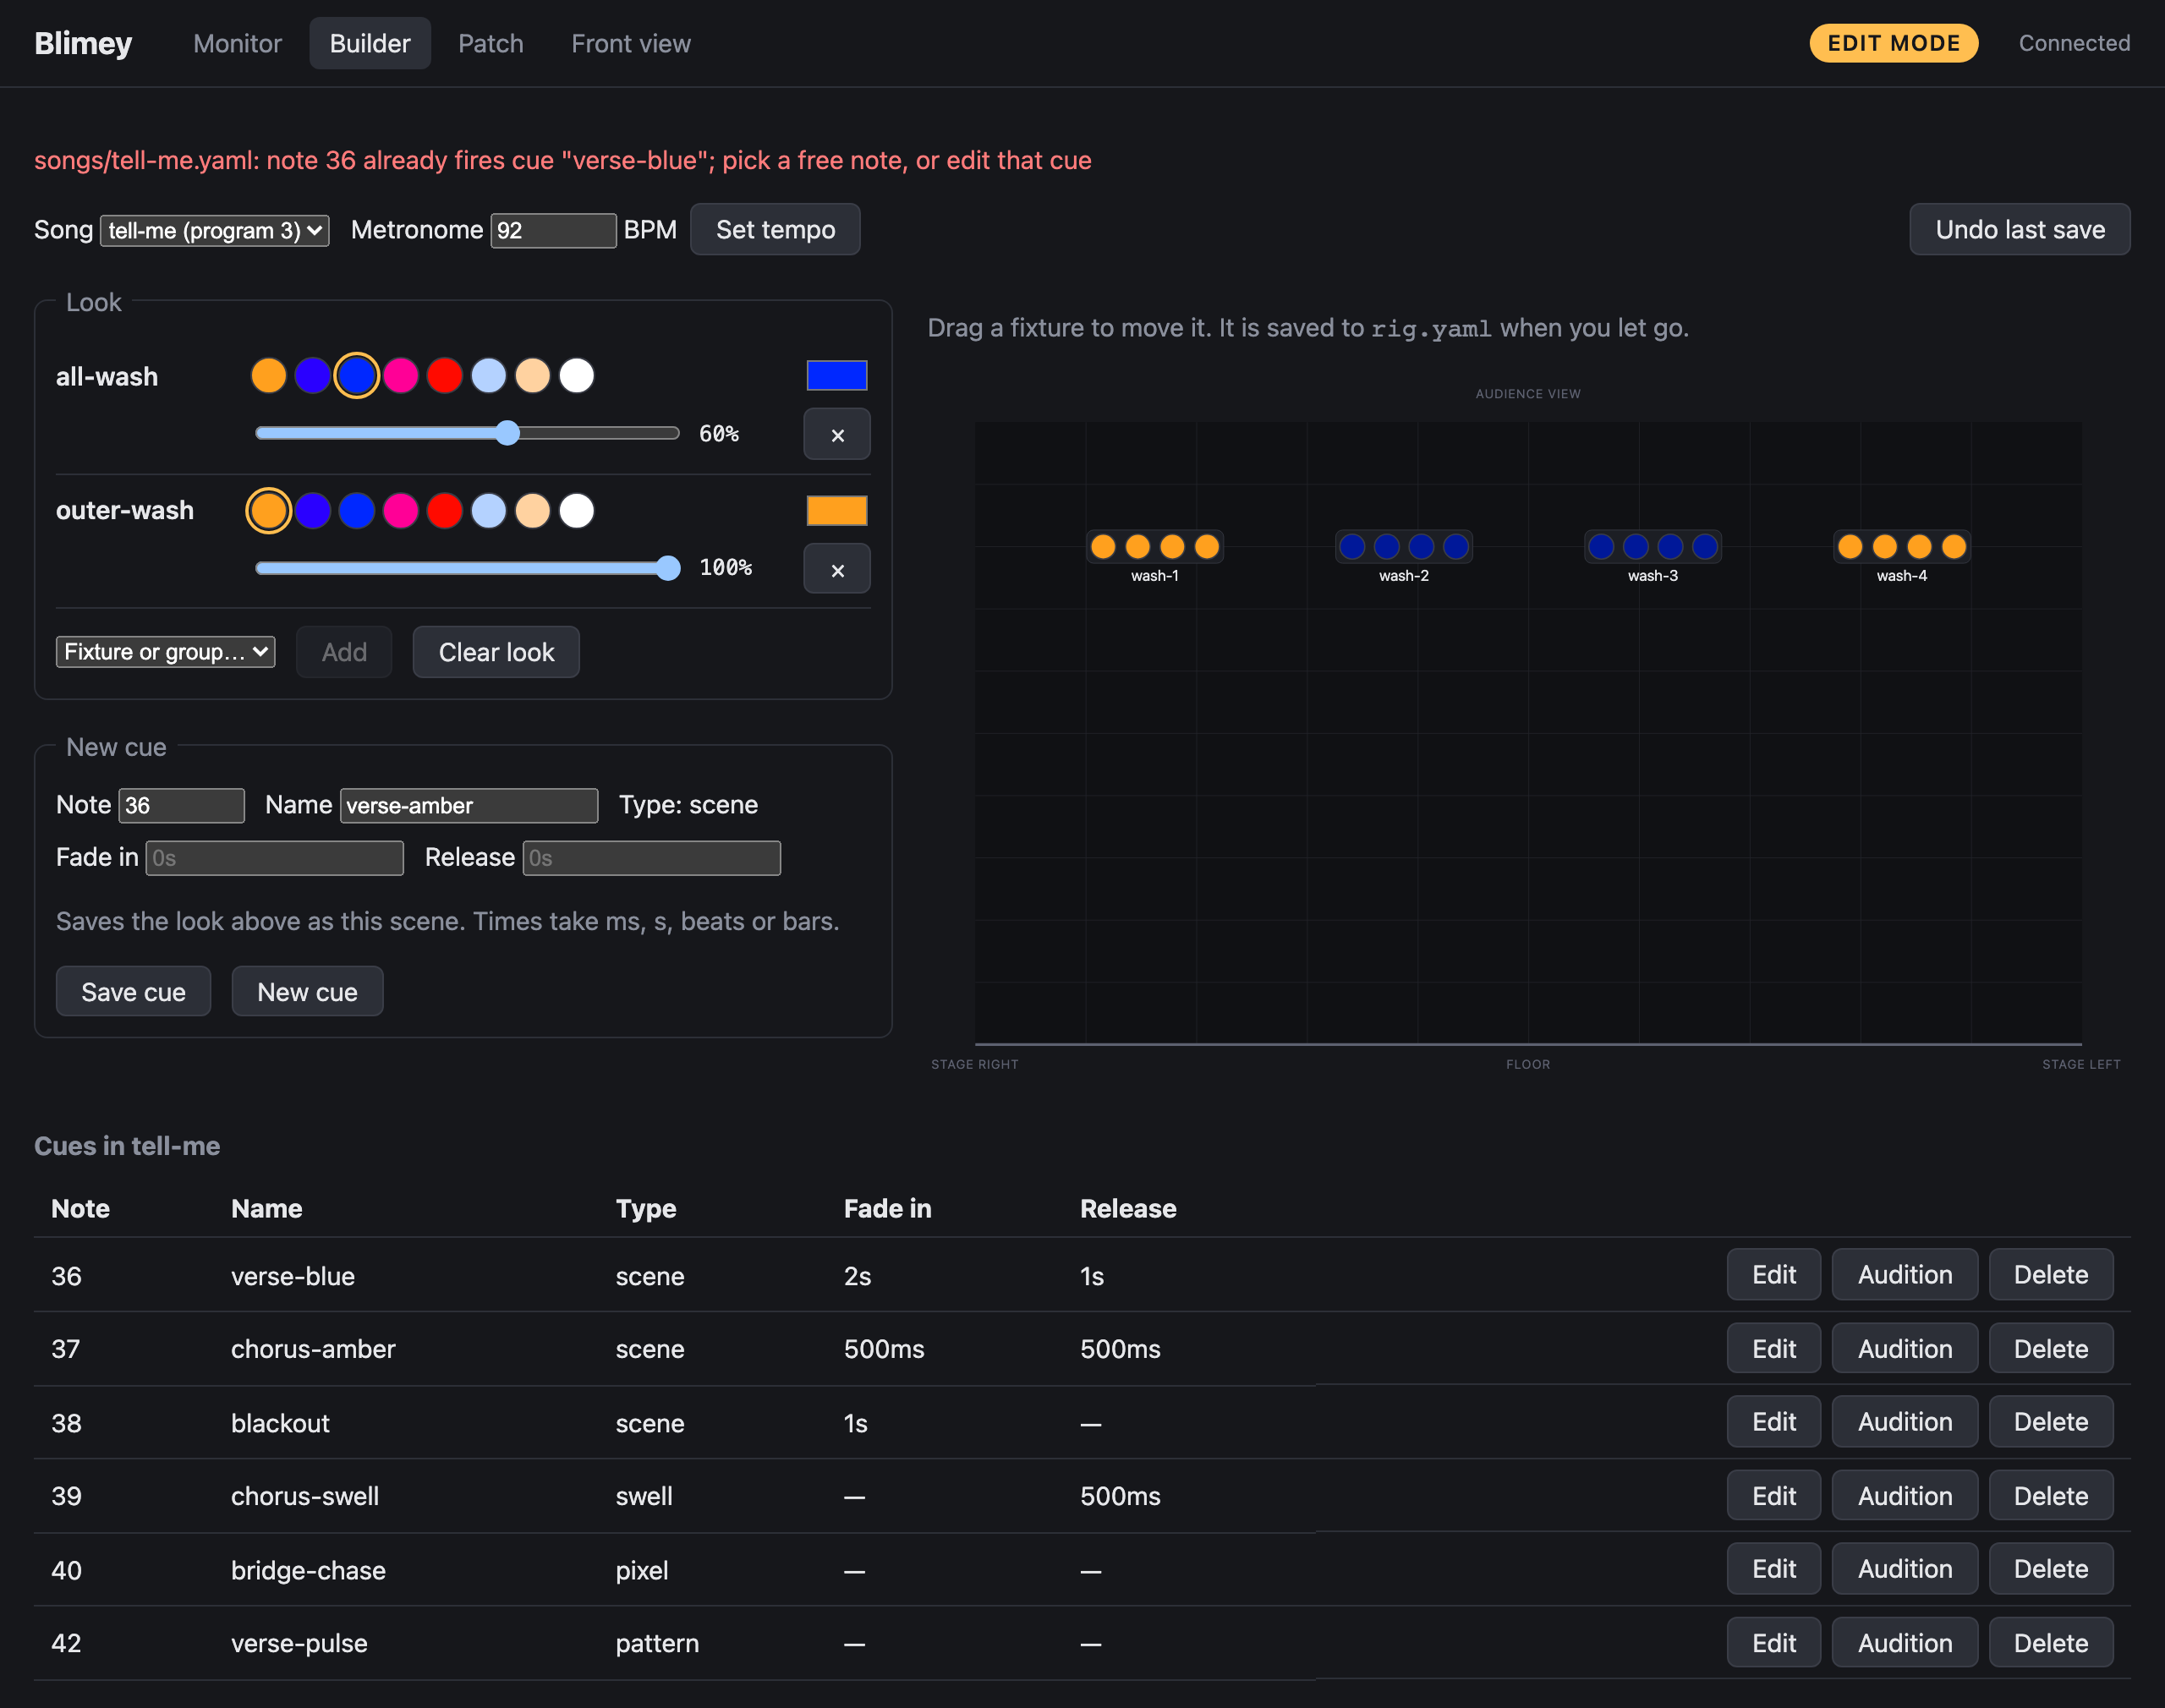 Blimey Monitor Builder Patch Front view EDIT MODE Connected
songs/tell-me.yaml: note 36 already fires cue "verse-blue"; pick a free note, or edit that cue
Song tell-me (program 3) Metronome 92 BPM Set tempo Undo last save
Look
all-wash
60% ×
outer-wash
100% ×
Fixture or group... Add Clear look
Drag a fixture to move it. It is saved to rig.yaml when you let go.
AUDIENCE VIEW
wash-1 wash-2 wash-3 wash-4
STAGE RIGHT FLOOR STAGE LEFT
New cue
Note 36 Name verse-amber Type: scene
Fade in 0s Release 0s
Saves the look above as this scene. Times take ms, s, beats or bars.
Save cue New cue
Cues in tell-me
Note Name Type Fade in Release
36 verse-blue scene 2s 1s Edit Audition Delete
37 chorus-amber scene 500ms 500ms Edit Audition Delete
38 blackout scene 1s — Edit Audition Delete
39 chorus-swell swell — 500ms Edit Audition Delete
40 bridge-chase pixel — — Edit Audition Delete
42 verse-pulse pattern — — Edit Audition Delete